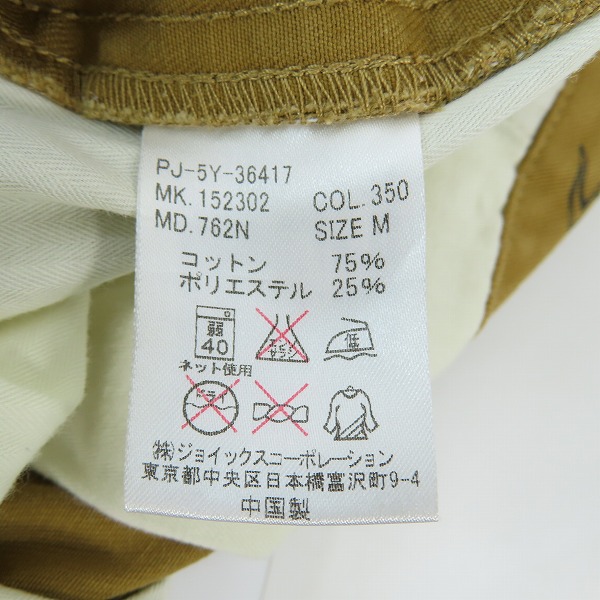 PJ-5Y-36417
MK.152302 COL.350
MD.762N SIZE M
コットン 75%
ポリエステル 25%
弱 40 エンソサラシ 低
ネット使用
ドライ
㈱ジョイックスコーポレーション
東京都中央区日本橋富沢町9-4
中国製